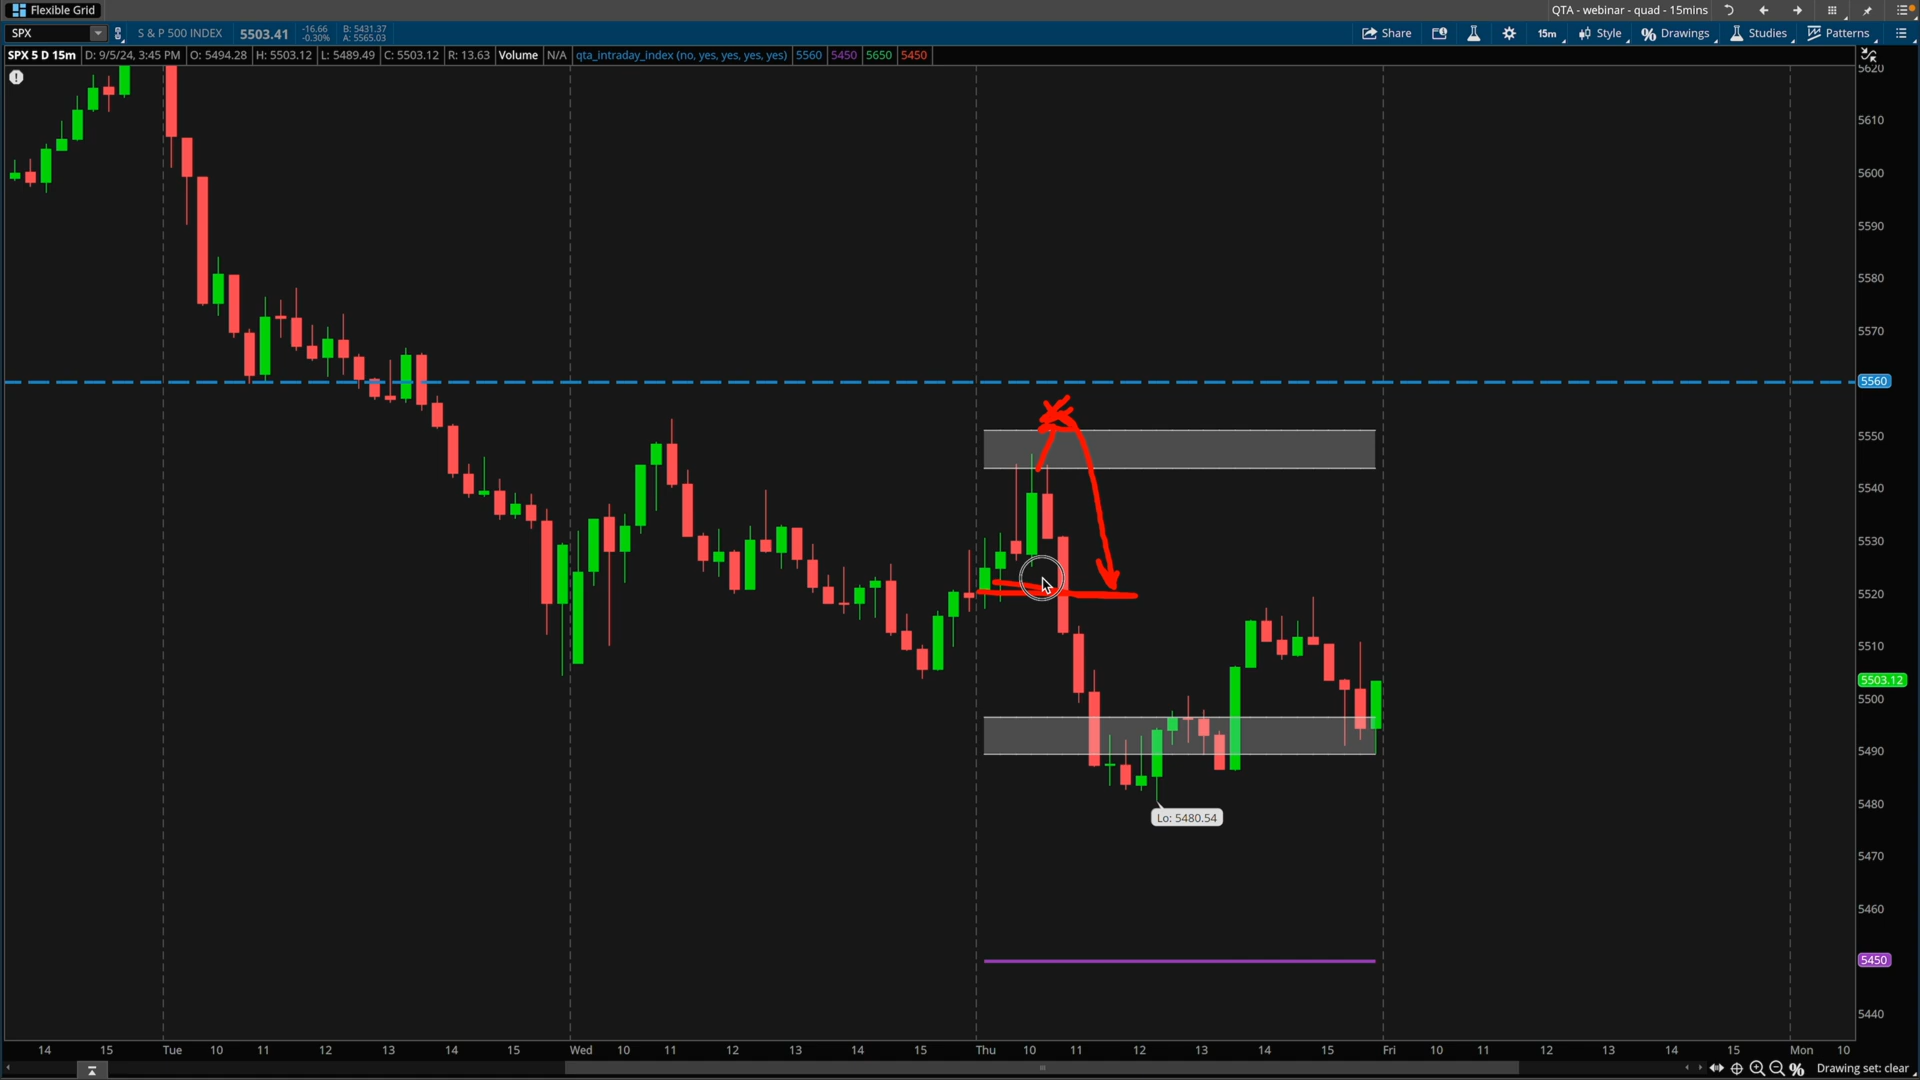 Flexible Grid
QTA - webinar - quad - 15mins
SPX
S & P 500 INDEX
5503.41
-16.66
-0.30%
B: 5431.37
A: 5565.03
Share
15m
Style
Drawings
Studies
Patterns
SPX 5 D 15m
D: 9/5/24, 3:45 PM
O: 5494.28
H: 5503.12
L: 5489.49
C: 5503.12
R: 13.63
Volume
N/A
qta_intraday_index (no, yes, yes, yes, yes)
5560
5450
5650
5450
5620
5610
5600
5590
5580
5570
5560
5550
5540
5530
5520
5510
5503.12
5500
5490
5480
Lo: 5480.54
5470
5460
5450
5440
14 15 Tue 10 11 12 13 14 15 Wed 10 11 12 13 14 15 Thu 10 11 12 13 14 15 Fri 10 11 12 13 14 15 Mon 10
Drawing set: clear